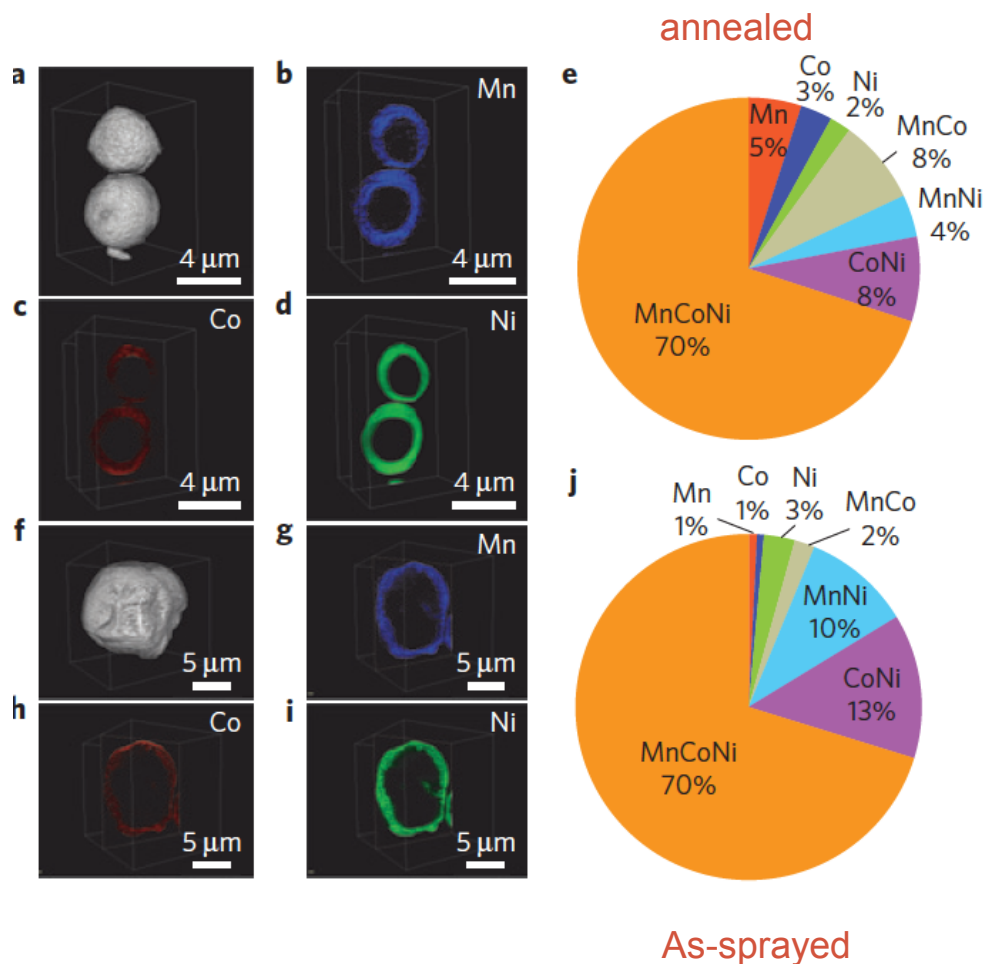 annealed
a
b
Mn
4 μm
4 μm
c
Co
d
Ni
4 μm
4 μm
e
Co
3%
Ni
2%
Mn
5%
MnCo
8%
MnNi
4%
CoNi
8%
MnCoNi
70%
f
g
Mn
5 μm
5 μm
h
Co
i
Ni
5 μm
5 μm
j
Mn
1%
Co
1%
Ni
3%
MnCo
2%
MnNi
10%
CoNi
13%
MnCoNi
70%
As-sprayed